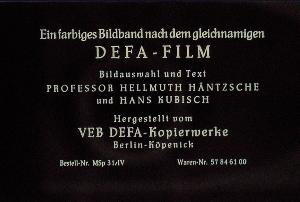 Ein farbiges Bildband nach dem gleichnamigen
DEFA-FILM
Bildauswahl und Text
PROFESSOR HELLMUTH HÄNTZSCHE
und HANS KUBISCH
Hergestellt vom
VEB DEFA-Kopierwerke
Berlin-Köpenick
Bestell-Nr. MSp 31/IV Waren-Nr. 57 84 61 00